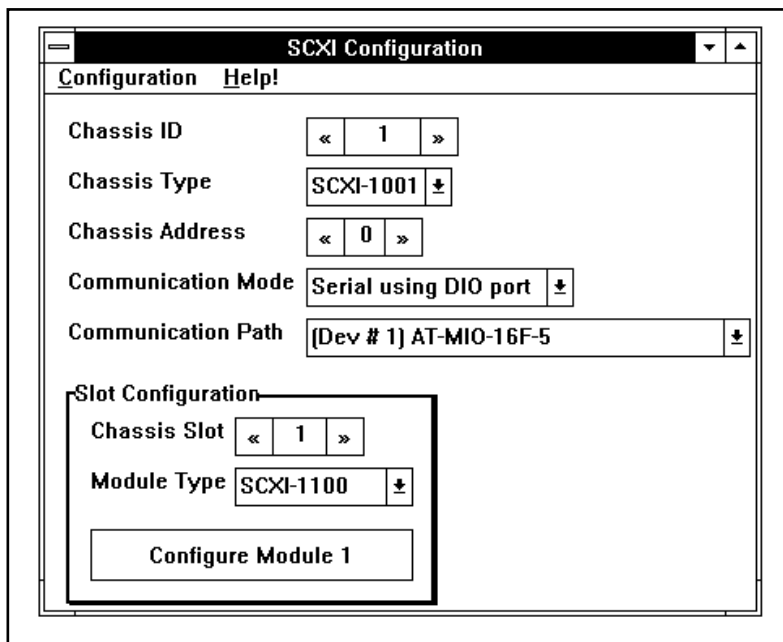 SCXI Configuration
Configuration Help!
Chassis ID « 1 »
Chassis Type SCXI-1001
Chassis Address « 0 »
Communication Mode Serial using DIO port
Communication Path (Dev # 1) AT-MIO-16F-5
Slot Configuration
Chassis Slot « 1 »
Module Type SCXI-1100
Configure Module 1